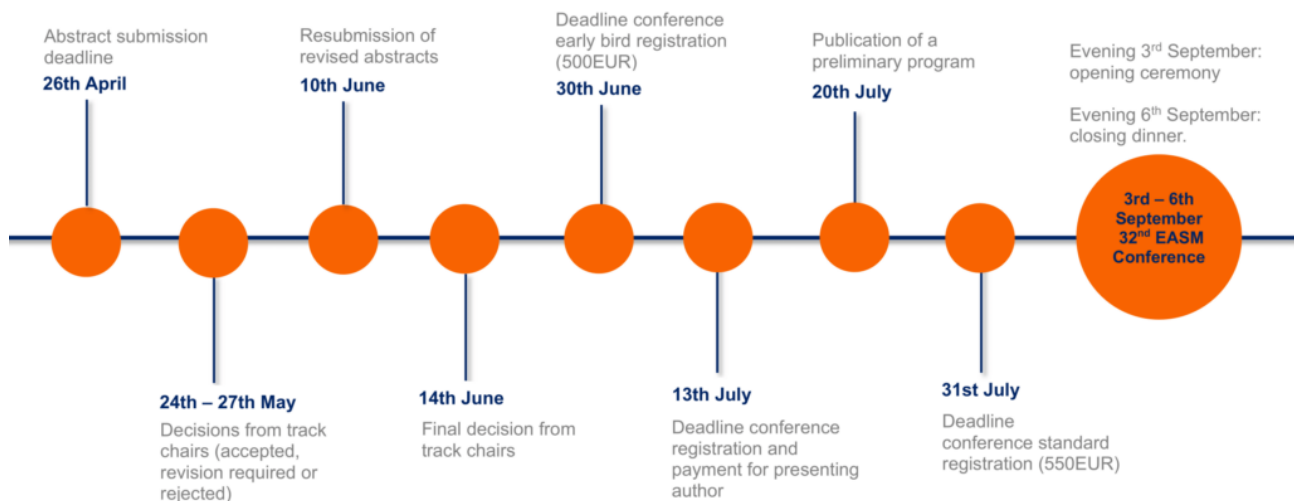 Abstract submission
deadline
26th April
Resubmission of
revised abstracts
10th June
Deadline conference
early bird registration
(500EUR)
30th June
Publication of a
preliminary program
20th July
Evening 3rd September:
opening ceremony
Evening 6th September:
closing dinner.
3rd – 6th
September
32nd EASM
Conference
24th – 27th May
Decisions from track
chairs (accepted,
revision required or
rejected)
14th June
Final decision from
track chairs
13th July
Deadline conference
registration and
payment for presenting
author
31st July
Deadline
conference standard
registration (550EUR)